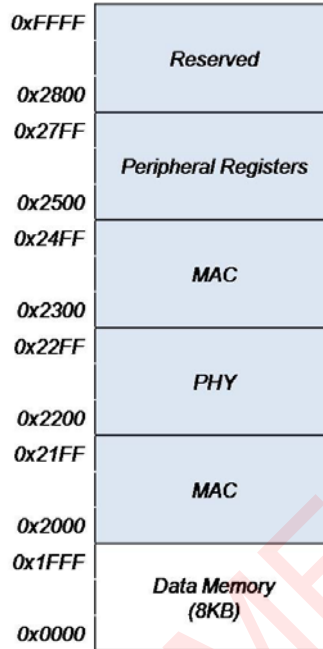 0xFFFF
Reserved
0x2800
0x27FF
Peripheral Registers
0x2500
0x24FF
MAC
0x2300
0x22FF
PHY
0x2200
0x21FF
MAC
0x2000
0x1FFF
Data Memory
(8KB)
0x0000